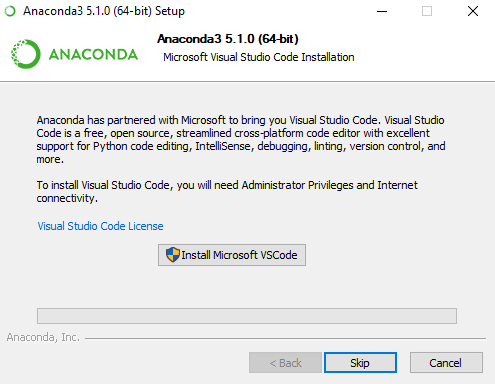 Anaconda3 5.1.0 (64-bit) Setup
ANACONDA
Anaconda3 5.1.0 (64-bit)
Microsoft Visual Studio Code Installation
Anaconda has partnered with Microsoft to bring you Visual Studio Code. Visual Studio
Code is a free, open source, streamlined cross-platform code editor with excellent
support for Python code editing, IntelliSense, debugging, linting, version control, and
more.
To install Visual Studio Code, you will need Administrator Privileges and Internet
connectivity.
Visual Studio Code License
Install Microsoft VSCode
Anaconda, Inc.
< Back
Skip
Cancel